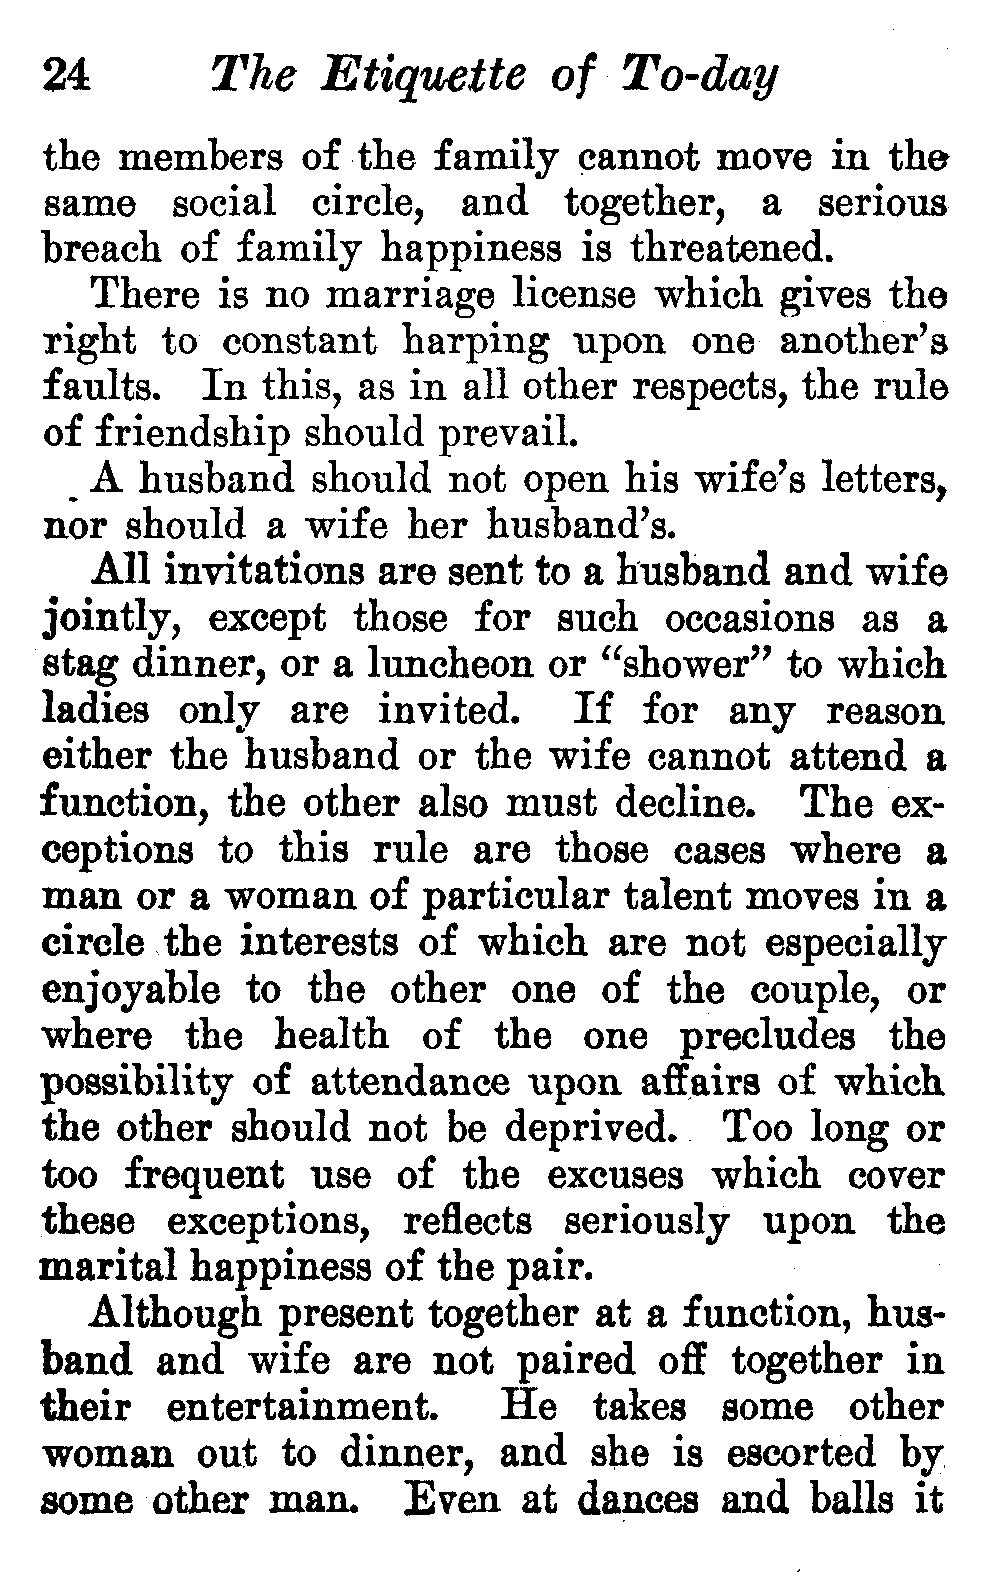 24 The Etiquette of To-day
the members of the family cannot move in the
same social circle, and together, a serious
breach of family happiness is threatened.
There is no marriage license which gives the
right to constant harping upon one another's
faults. In this, as in all other respects, the rule
of friendship should prevail.
A husband should not open his wife's letters,
nor should a wife her husband's.
All invitations are sent to a husband and wife
jointly, except those for such occasions as a
stag dinner, or a luncheon or “shower” to which
ladies only are invited. If for any reason
either the husband or the wife cannot attend a
function, the other also must decline. The ex-
ceptions to this rule are those cases where a
man or a woman of particular talent moves in a
circle the interests of which are not especially
enjoyable to the other one of the couple, or
where the health of the one precludes the
possibility of attendance upon affairs of which
the other should not be deprived. Too long or
too frequent use of the excuses which cover
these exceptions, reflects seriously upon the
marital happiness of the pair.
Although present together at a function, hus-
band and wife are not paired off together in
their entertainment. He takes some other
woman out to dinner, and she is escorted by
some other man. Even at dances and balls it